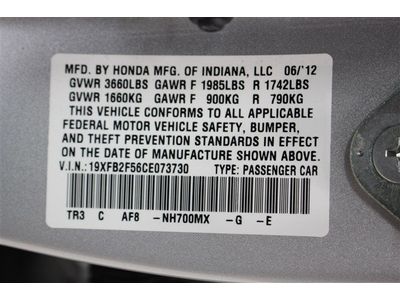 MFD. BY HONDA MFG. OF INDIANA, LLC 06/'12
GVWR 3660LBS GAWR F 1985LBS R 1742LBS
GVWR 1660KG GAWR F 900KG R 790KG
THIS VEHICLE CONFORMS TO ALL APPLICABLE
FEDERAL MOTOR VEHICLE SAFETY, BUMPER,
AND THEFT PREVENTION STANDARDS IN EFFECT
ON THE DATE OF MANUFACTURE SHOWN ABOVE.
V.I.N.: 19XFB2F56CE073730 TYPE: PASSENGER CAR
TR3 C AF8 -NH700MX -G -E